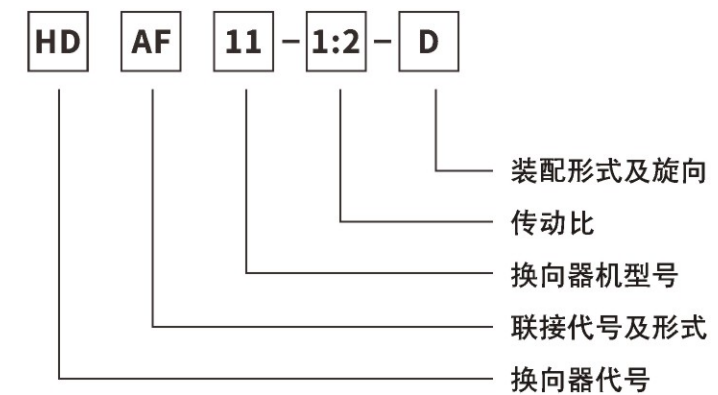 HD AF 11 - 1:2 - D
装配形式及旋向
传动比
换向器机型号
联接代号及形式
换向器代号